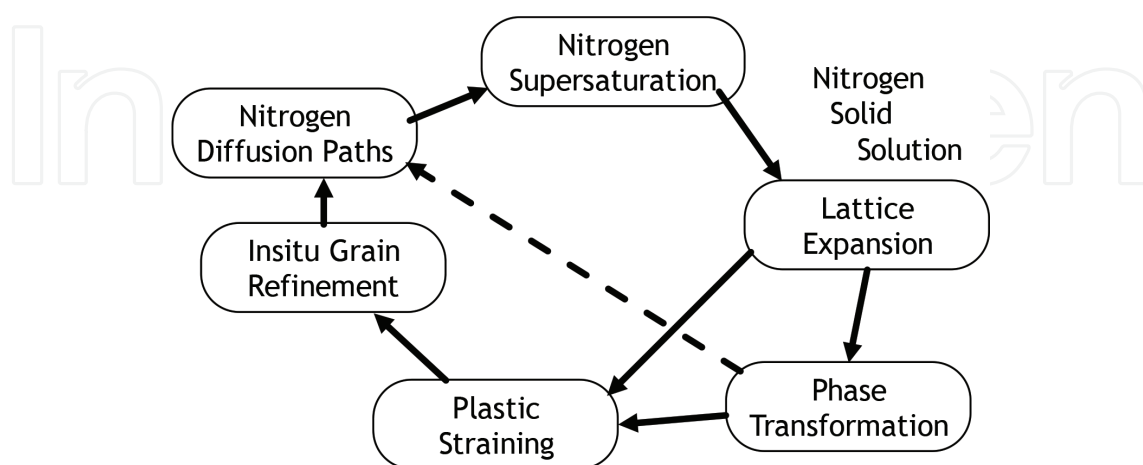 Nitrogen
Supersaturation
Nitrogen
Solid
Solution
Nitrogen
Diffusion Paths
Lattice
Expansion
Insitu Grain
Refinement
Phase
Transformation
Plastic
Straining